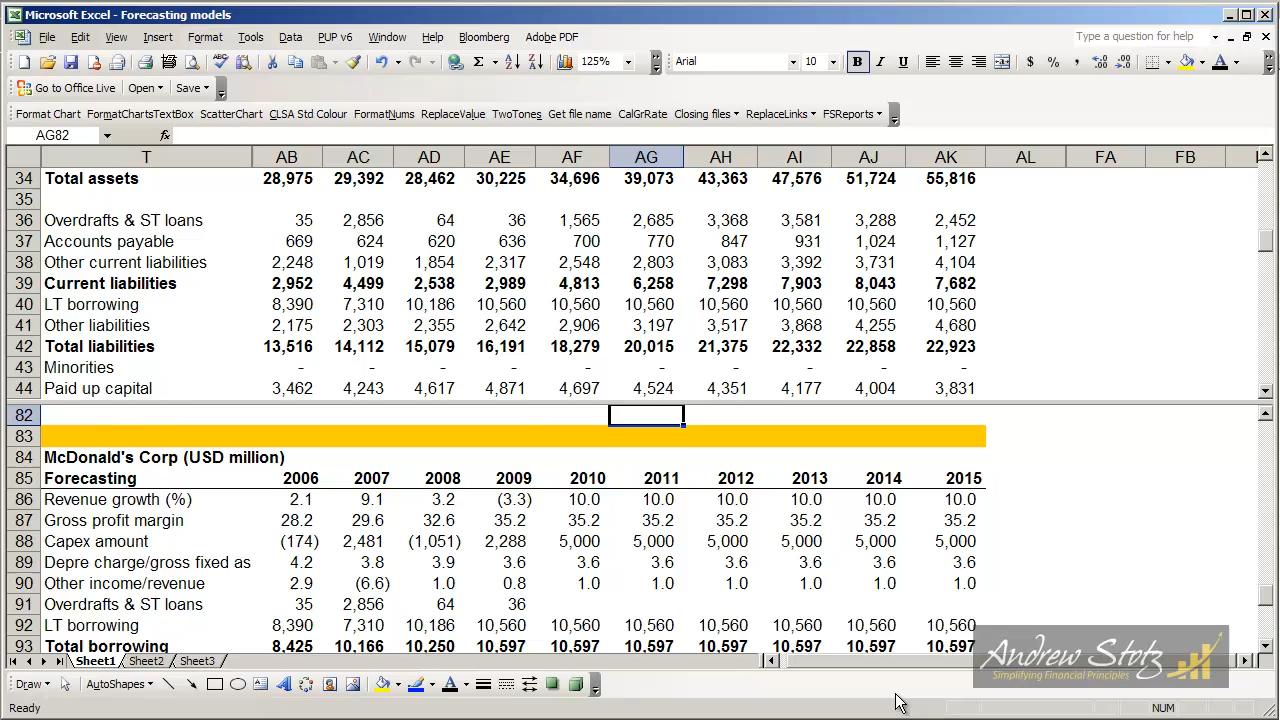 Microsoft Excel - Forecasting models
File Edit View Insert Format Tools Data PUP v6 Window Help Bloomberg Adobe PDF Type a question for help
125% Arial 10 B I U $ % ,
Go to Office Live Open Save
Format Chart FormatChartsTextBox ScatterChart CLSA Std Colour FormatNums ReplaceValue TwoTones Get file name CalGrRate Closing files ReplaceLinks FSReports
AG82 fx
T AB AC AD AE AF AG AH AI AJ AK AL FA FB
34 Total assets 28,975 29,392 28,462 30,225 34,696 39,073 43,363 47,576 51,724 55,816
35
36 Overdrafts & ST loans 35 2,856 64 36 1,565 2,685 3,368 3,581 3,288 2,452
37 Accounts payable 669 624 620 636 700 770 847 931 1,024 1,127
38 Other current liabilities 2,248 1,019 1,854 2,317 2,548 2,803 3,083 3,392 3,731 4,104
39 Current liabilities 2,952 4,499 2,538 2,989 4,813 6,258 7,298 7,903 8,043 7,682
40 LT borrowing 8,390 7,310 10,186 10,560 10,560 10,560 10,560 10,560 10,560 10,560
41 Other liabilities 2,175 2,303 2,355 2,642 2,906 3,197 3,517 3,868 4,255 4,680
42 Total liabilities 13,516 14,112 15,079 16,191 18,279 20,015 21,375 22,332 22,858 22,923
43 Minorities - - - - - - - - - -
44 Paid up capital 3,462 4,243 4,617 4,871 4,697 4,524 4,351 4,177 4,004 3,831
82
83
84 McDonald's Corp (USD million)
85 Forecasting 2006 2007 2008 2009 2010 2011 2012 2013 2014 2015
86 Revenue growth (%) 2.1 9.1 3.2 (3.3) 10.0 10.0 10.0 10.0 10.0 10.0
87 Gross profit margin 28.2 29.6 32.6 35.2 35.2 35.2 35.2 35.2 35.2 35.2
88 Capex amount (174) 2,481 (1,051) 2,288 5,000 5,000 5,000 5,000 5,000 5,000
89 Depre charge/gross fixed as 4.2 3.8 3.9 3.6 3.6 3.6 3.6 3.6 3.6 3.6
90 Other income/revenue 2.9 (6.6) 1.0 0.8 1.0 1.0 1.0 1.0 1.0 1.0
91 Overdrafts & ST loans 35 2,856 64 36
92 LT borrowing 8,390 7,310 10,186 10,560 10,560 10,560 10,560 10,560 10,560 10,560
93 Total borrowing 8,425 10,166 10,250 10,597 10,597 10,597 10,597 10,597 10,597 10,597
Sheet1 Sheet2 Sheet3
Andrew Stotz
Simplifying Financial Principles
Draw AutoShapes
Ready NUM